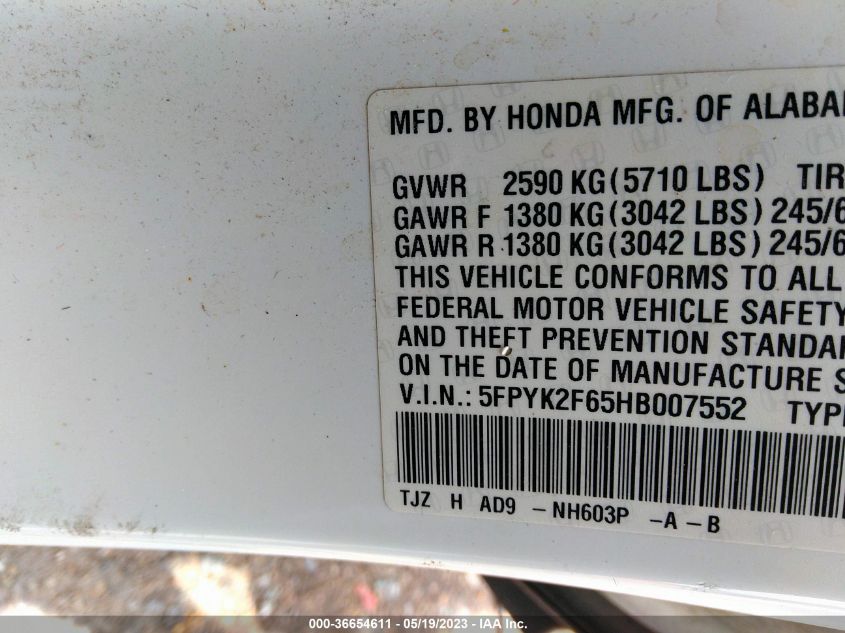 MFD. BY HONDA MFG. OF ALABA
GVWR 2590 KG(5710 LBS) TIR
GAWR F 1380 KG(3042 LBS) 245/6
GAWR R 1380 KG(3042 LBS) 245/6
THIS VEHICLE CONFORMS TO ALL
FEDERAL MOTOR VEHICLE SAFETY
AND THEFT PREVENTION STANDA
ON THE DATE OF MANUFACTURE S
V.I.N.: 5FPYK2F65HB007552 TYPE
TJZ H AD9 -NH603P -A -B
000-36654611 - 05/19/2023 - IAA Inc.